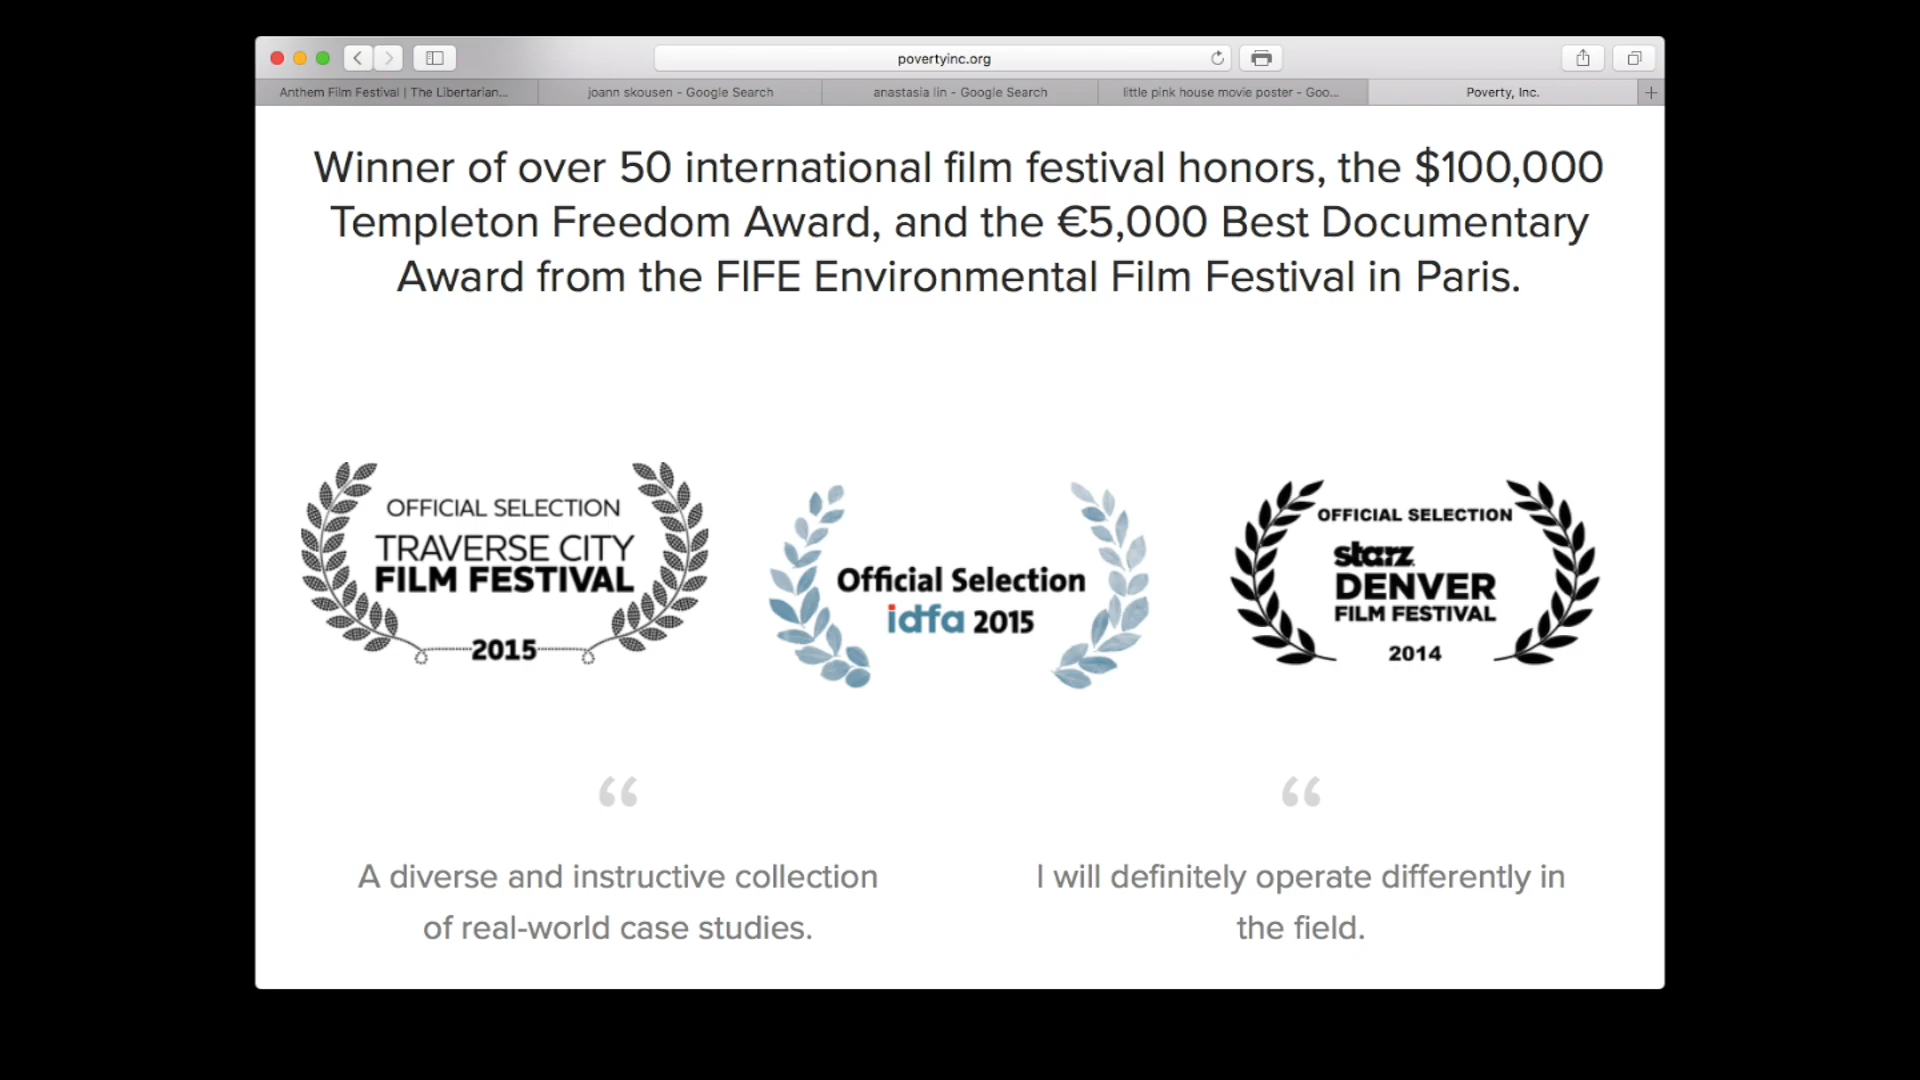 povertyinc.org
Anthem Film Festival | The Libertarian...
joann skousen - Google Search
anastasia lin - Google Search
little pink house movie poster - Goo...
Poverty, Inc.
Winner of over 50 international film festival honors, the $100,000
Templeton Freedom Award, and the €5,000 Best Documentary
Award from the FIFE Environmental Film Festival in Paris.
OFFICIAL SELECTION
TRAVERSE CITY
FILM FESTIVAL
2015
Official Selection
idfa 2015
OFFICIAL SELECTION
starz
DENVER
FILM FESTIVAL
2014
“
A diverse and instructive collection
of real-world case studies.
“
I will definitely operate differently in
the field.